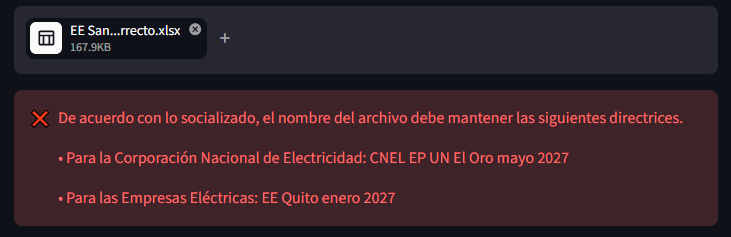 EE San...rrecto.xlsx
167.9KB
De acuerdo con lo socializado, el nombre del archivo debe mantener las siguientes directrices.
• Para la Corporación Nacional de Electricidad: CNEL EP UN El Oro mayo 2027
• Para las Empresas Eléctricas: EE Quito enero 2027